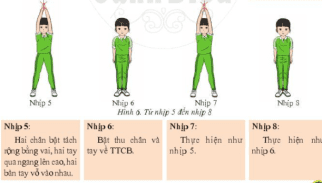 Nhịp 5 Nhịp 6 Nhịp 7 Nhịp 8
Hình 6. Từ nhịp 5 đến nhịp 8
Nhịp 5:
Hai chân bật tách
rộng bằng vai, hai tay
qua ngang lên cao, hai
bàn tay vỗ vào nhau.
Nhịp 6:
Bật thu chân và
tay về TTCB.
Nhịp 7:
Thực hiện như
nhịp 5.
Nhịp 8:
Thực hiện như
nhịp 6.